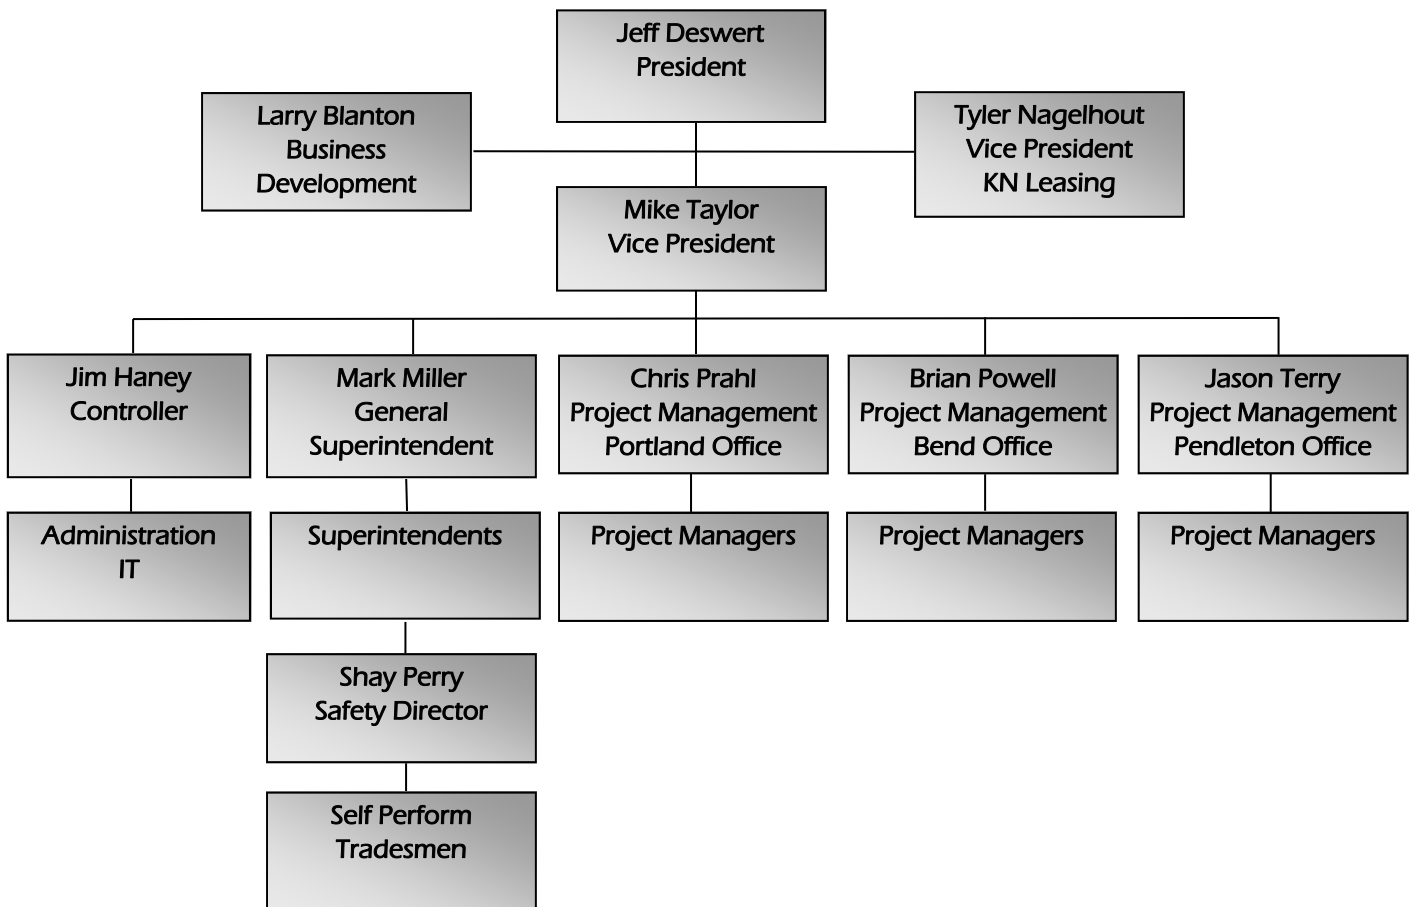 Jeff Deswert
President
Larry Blanton
Business
Development
Tyler Nagelhout
Vice President
KN Leasing
Mike Taylor
Vice President
Jim Haney
Controller
Mark Miller
General
Superintendent
Chris Prahl
Project Management
Portland Office
Brian Powell
Project Management
Bend Office
Jason Terry
Project Management
Pendleton Office
Administration
IT
Superintendents
Project Managers
Project Managers
Project Managers
Shay Perry
Safety Director
Self Perform
Tradesmen